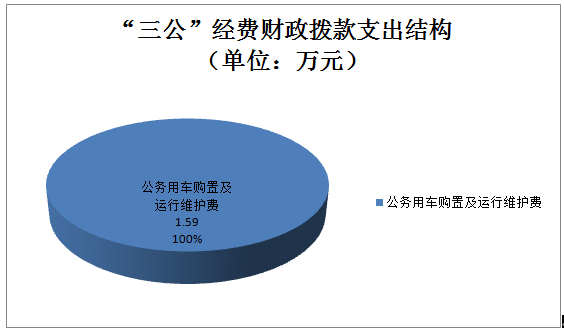 “三公”经费财政拨款支出结构
（单位：万元）
公务用车购置及
运行维护费
1.59
100%
公务用车购置及运行维护费